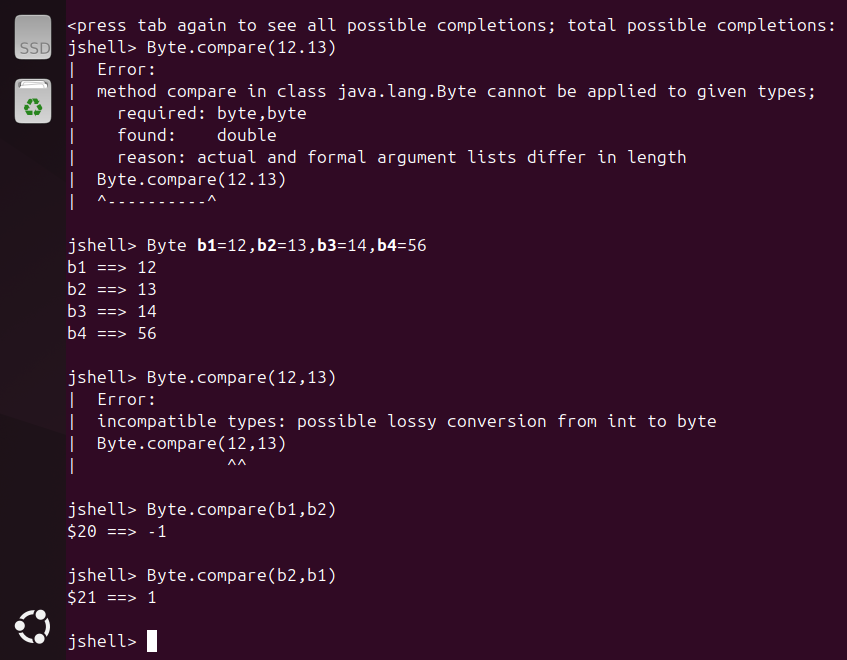 SSD
<press tab again to see all possible completions; total possible completions:
jshell> Byte.compare(12.13)
|  Error:
|  method compare in class java.lang.Byte cannot be applied to given types;
|    required: byte,byte
|    found:    double
|    reason: actual and formal argument lists differ in length
|  Byte.compare(12.13)
|  ^----------^
jshell> Byte b1=12,b2=13,b3=14,b4=56
b1 ==> 12
b2 ==> 13
b3 ==> 14
b4 ==> 56
jshell> Byte.compare(12,13)
|  Error:
|  incompatible types: possible lossy conversion from int to byte
|  Byte.compare(12,13)
|               ^^
jshell> Byte.compare(b1,b2)
$20 ==> -1
jshell> Byte.compare(b2,b1)
$21 ==> 1
jshell>